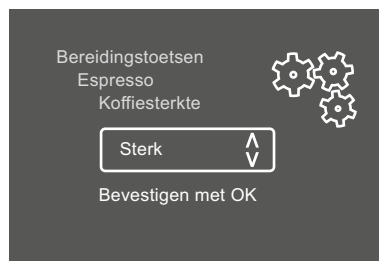 Bereidingstoetsen
Espresso
Koffiesterkte
Sterk
Bevestigen met OK